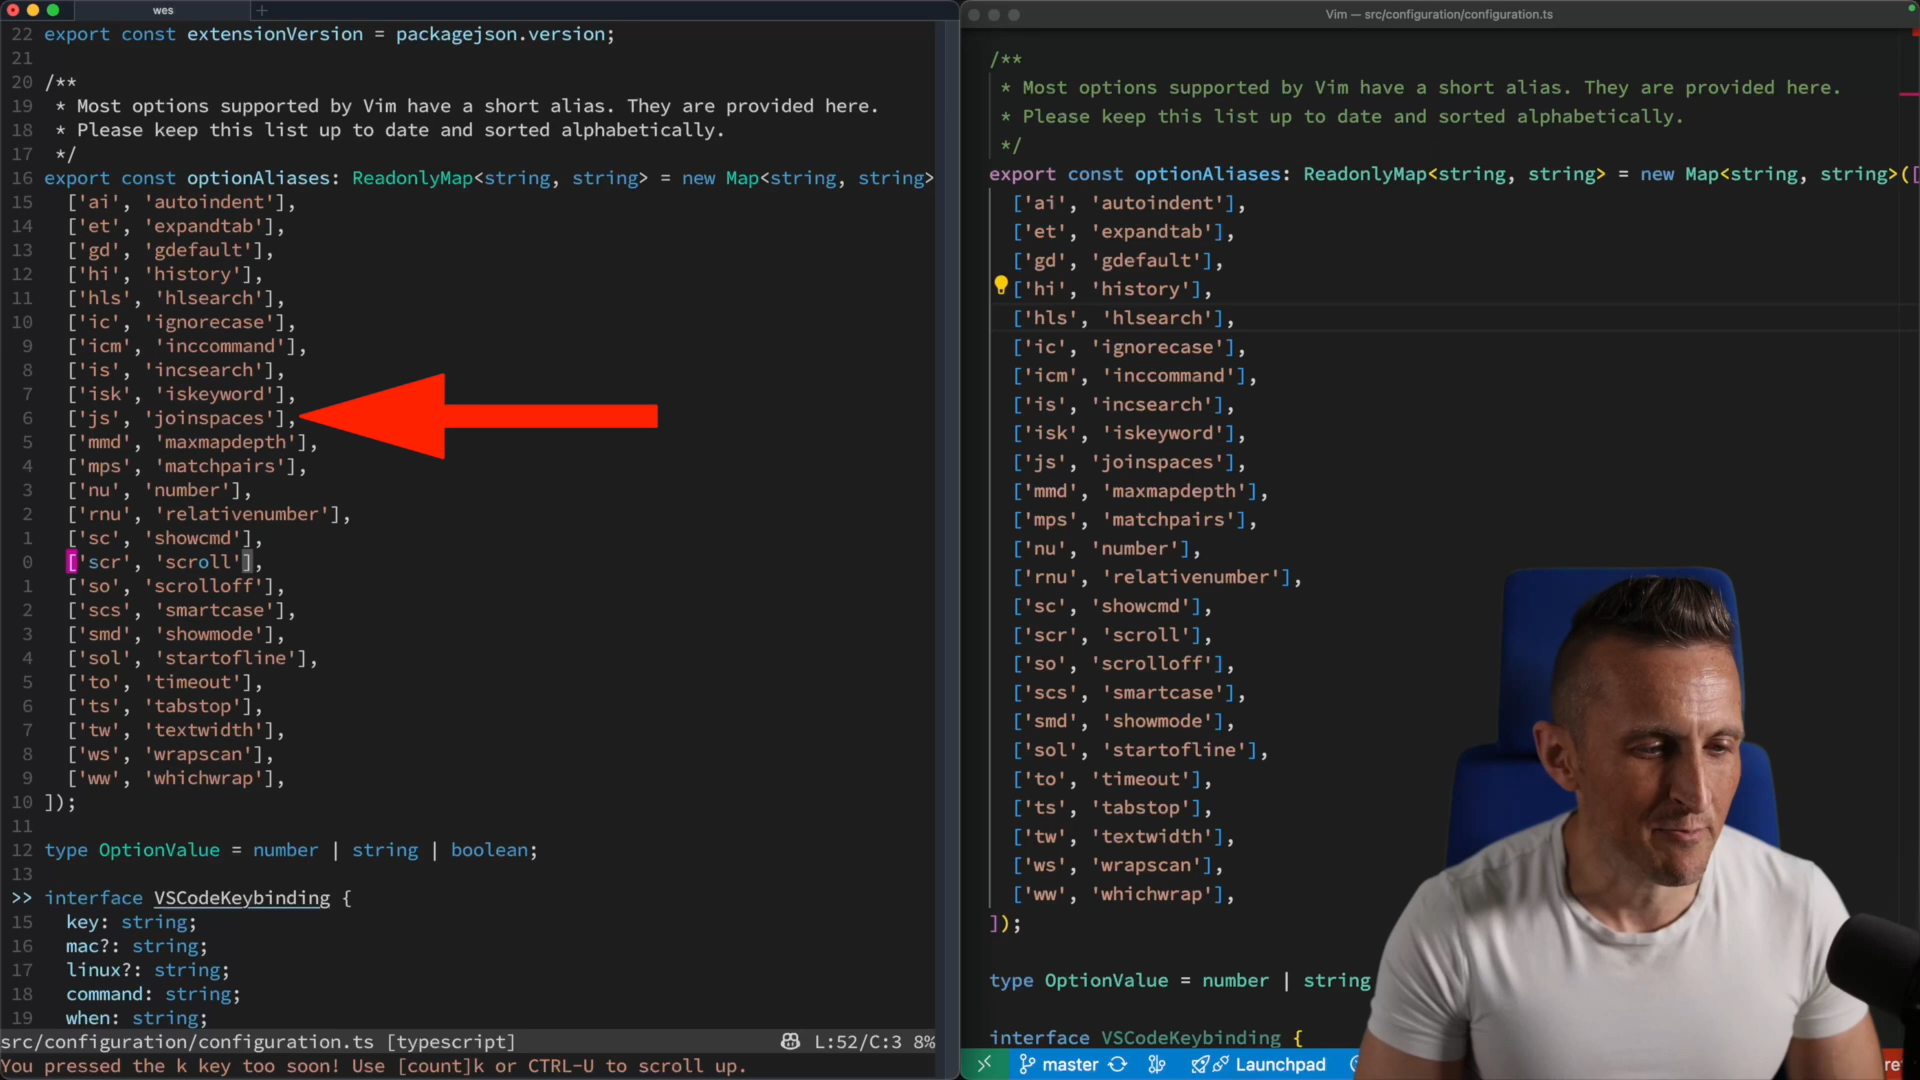 wes
22 export const extensionVersion = packagejson.version;
21
20 /**
19 * Most options supported by Vim have a short alias. They are provided here.
18 * Please keep this list up to date and sorted alphabetically.
17 */
16 export const optionAliases: ReadonlyMap<string, string> = new Map<string, string>
15 ['ai', 'autoindent'],
14 ['et', 'expandtab'],
13 ['gd', 'gdefault'],
12 ['hi', 'history'],
11 ['hls', 'hlsearch'],
10 ['ic', 'ignorecase'],
9 ['icm', 'inccommand'],
8 ['is', 'incsearch'],
7 ['isk', 'iskeyword'],
6 ['js', 'joinspaces'],
5 ['mmd', 'maxmapdepth'],
4 ['mps', 'matchpairs'],
3 ['nu', 'number'],
2 ['rnu', 'relativenumber'],
1 ['sc', 'showcmd'],
0 ['scr', 'scroll'],
1 ['so', 'scrolloff'],
2 ['scs', 'smartcase'],
3 ['smd', 'showmode'],
4 ['sol', 'startofline'],
5 ['to', 'timeout'],
6 ['ts', 'tabstop'],
7 ['tw', 'textwidth'],
8 ['ws', 'wrapscan'],
9 ['ww', 'whichwrap'],
10 ]);
11
12 type OptionValue = number | string | boolean;
13
>> interface VSCodeKeybinding {
15 key: string;
16 mac?: string;
17 linux?: string;
18 command: string;
19 when: string;
src/configuration/configuration.ts [typescript] L:52/C:3 8%
You pressed the k key too soon! Use [count]k or CTRL-U to scroll up.
Vim — src/configuration/configuration.ts
/**
* Most options supported by Vim have a short alias. They are provided here.
* Please keep this list up to date and sorted alphabetically.
*/
export const optionAliases: ReadonlyMap<string, string> = new Map<string, string>([
['ai', 'autoindent'],
['et', 'expandtab'],
['gd', 'gdefault'],
['hi', 'history'],
['hls', 'hlsearch'],
['ic', 'ignorecase'],
['icm', 'inccommand'],
['is', 'incsearch'],
['isk', 'iskeyword'],
['js', 'joinspaces'],
['mmd', 'maxmapdepth'],
['mps', 'matchpairs'],
['nu', 'number'],
['rnu', 'relativenumber'],
['sc', 'showcmd'],
['scr', 'scroll'],
['so', 'scrolloff'],
['scs', 'smartcase'],
['smd', 'showmode'],
['sol', 'startofline'],
['to', 'timeout'],
['ts', 'tabstop'],
['tw', 'textwidth'],
['ws', 'wrapscan'],
['ww', 'whichwrap'],
]);
type OptionValue = number | string
interface VSCodeKeybinding {
master Launchpad